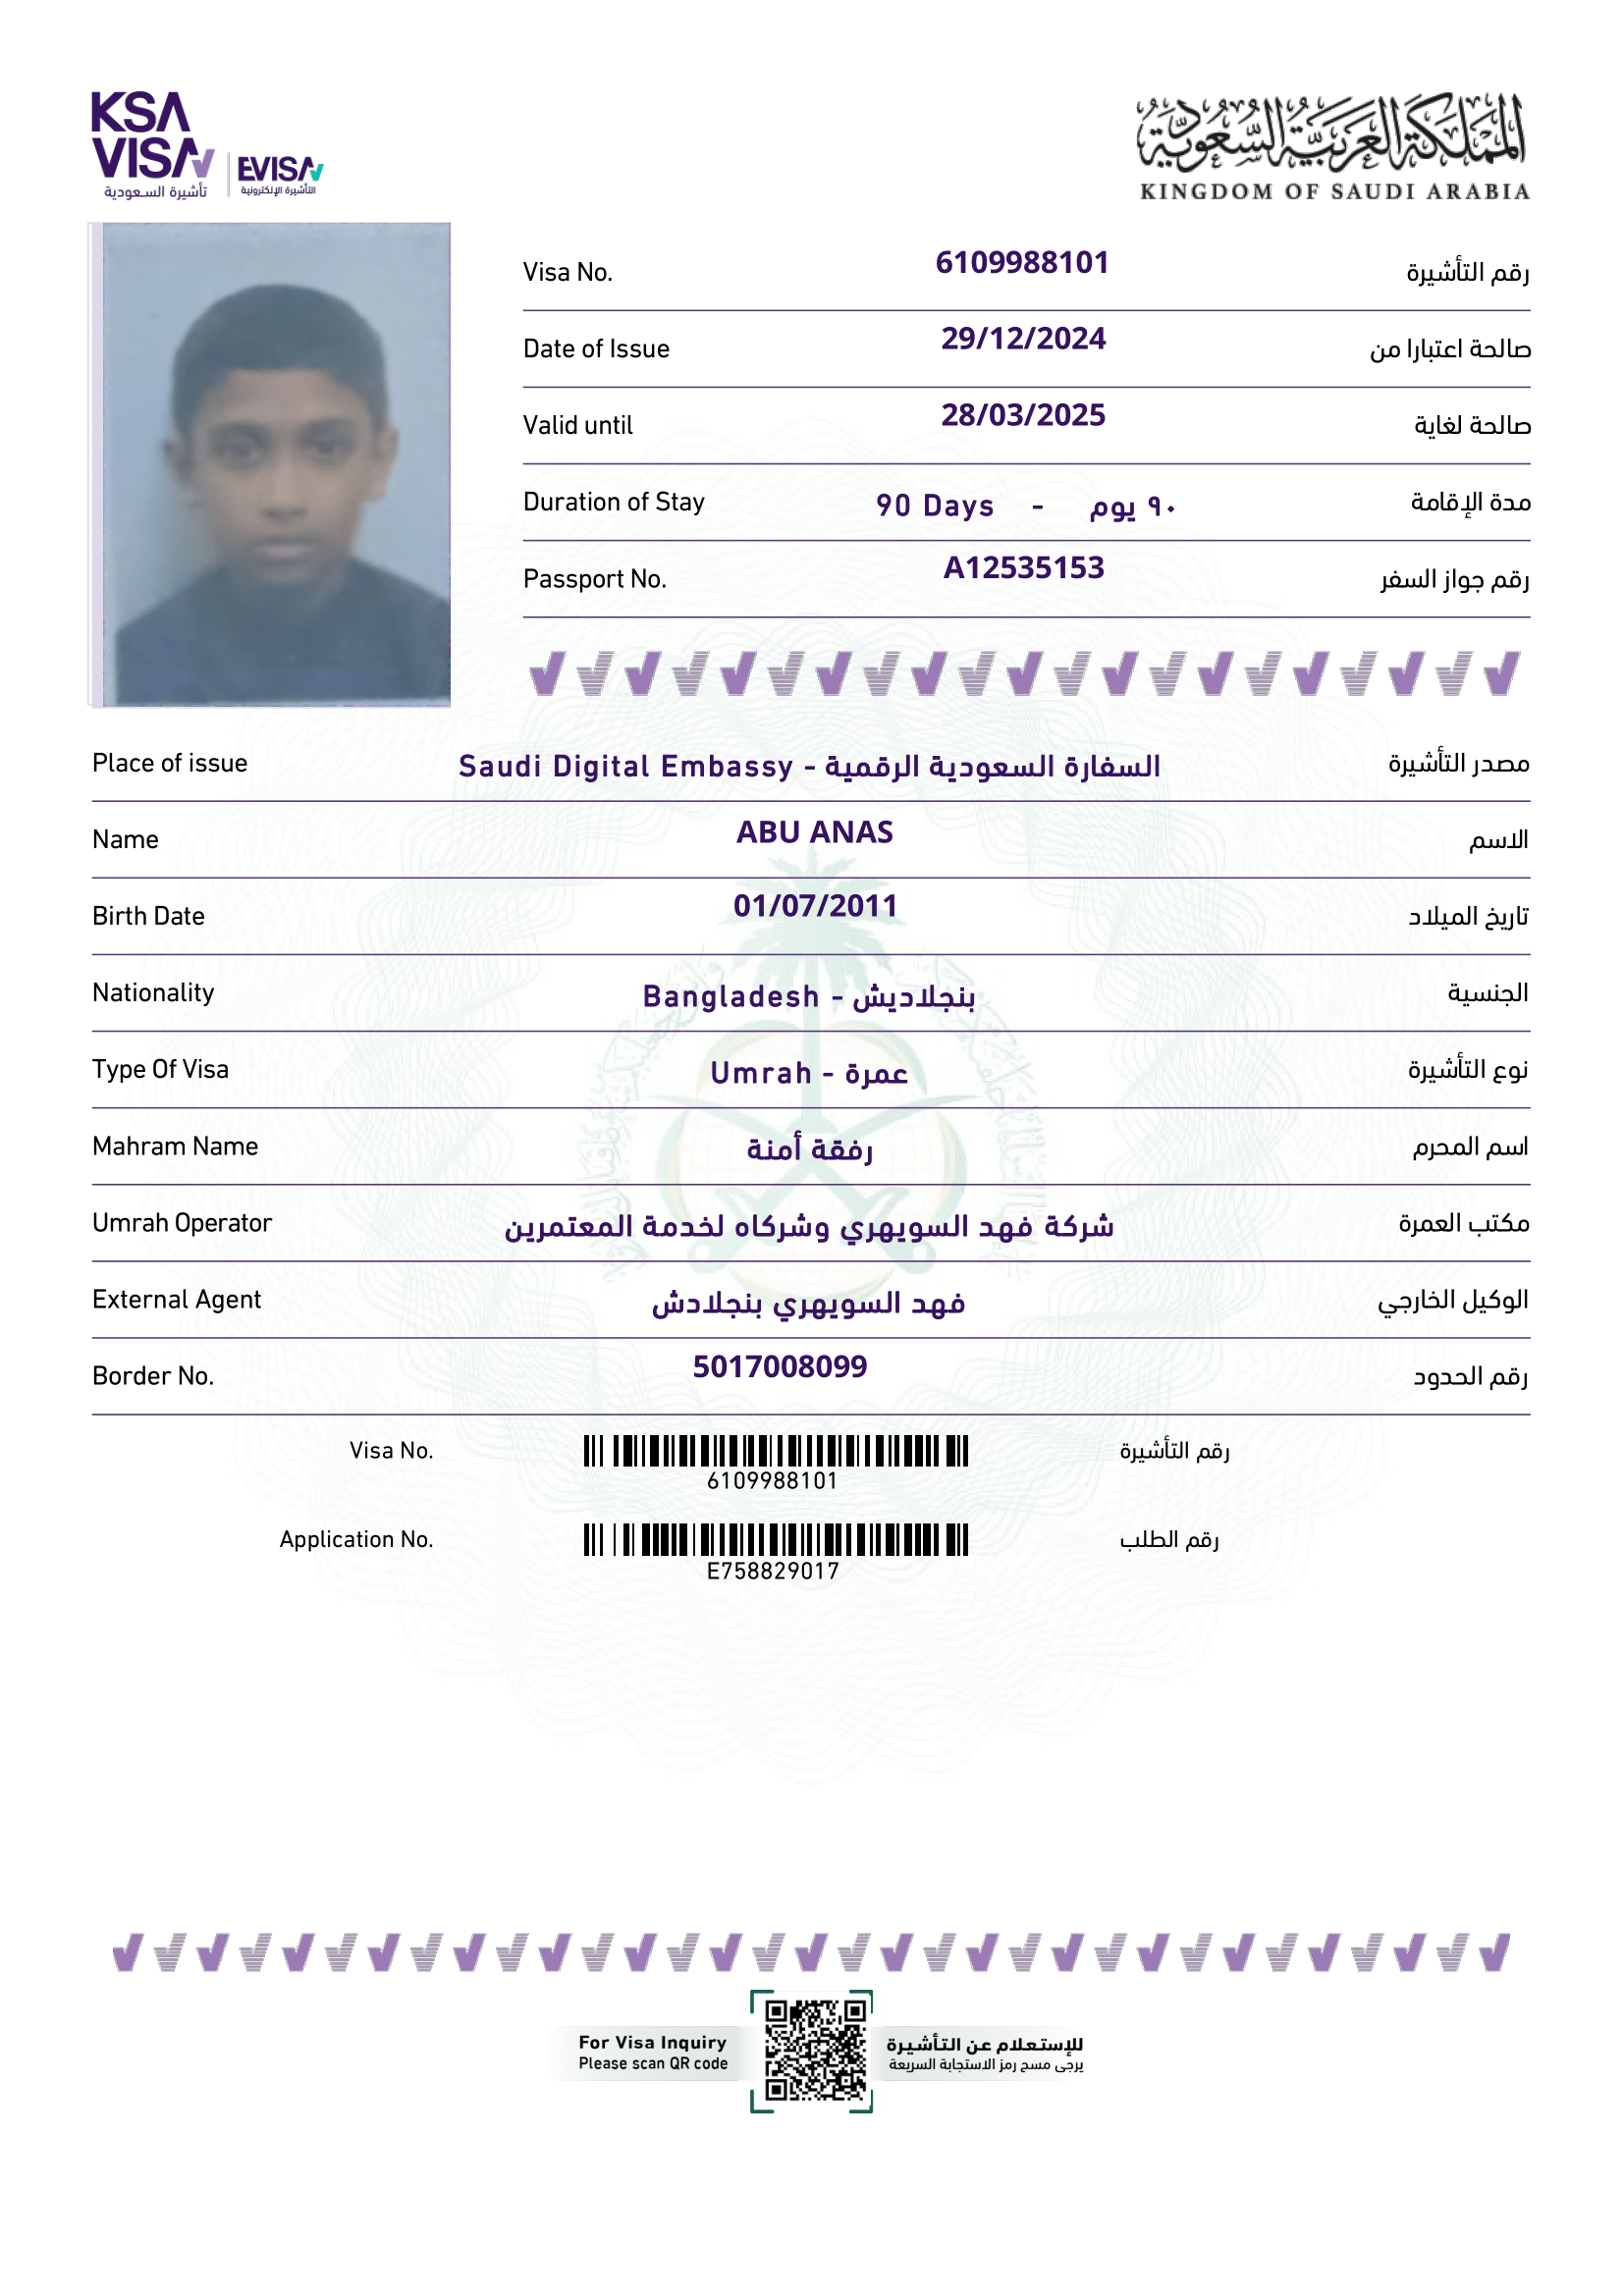 KSA
VISA
تأشيرة السعودية
EVISA
التأشيرة الإلكترونية
المملكة العربية السعودية
KINGDOM OF SAUDI ARABIA
Visa No. 6109988101 رقم التأشيرة
Date of Issue 29/12/2024 صالحة اعتبارا من
Valid until 28/03/2025 صالحة لغاية
Duration of Stay 90 Days - ٩٠ يوم مدة الإقامة
Passport No. A12535153 رقم جواز السفر
Place of issue Saudi Digital Embassy - السفارة السعودية الرقمية مصدر التأشيرة
Name ABU ANAS الاسم
Birth Date 01/07/2011 تاريخ الميلاد
Nationality Bangladesh - بنجلاديش الجنسية
Type Of Visa Umrah - عمرة نوع التأشيرة
Mahram Name رفقة أمنة اسم المحرم
Umrah Operator شركة فهد السويهري وشركاه لخدمة المعتمرين مكتب العمرة
External Agent فهد السويهري بنجلادش الوكيل الخارجي
Border No. 5017008099 رقم الحدود
Visa No. رقم التأشيرة
6109988101
Application No. رقم الطلب
E758829017
For Visa Inquiry للإستعلام عن التأشيرة
Please scan QR code يرجى مسح رمز الاستجابة السريعة